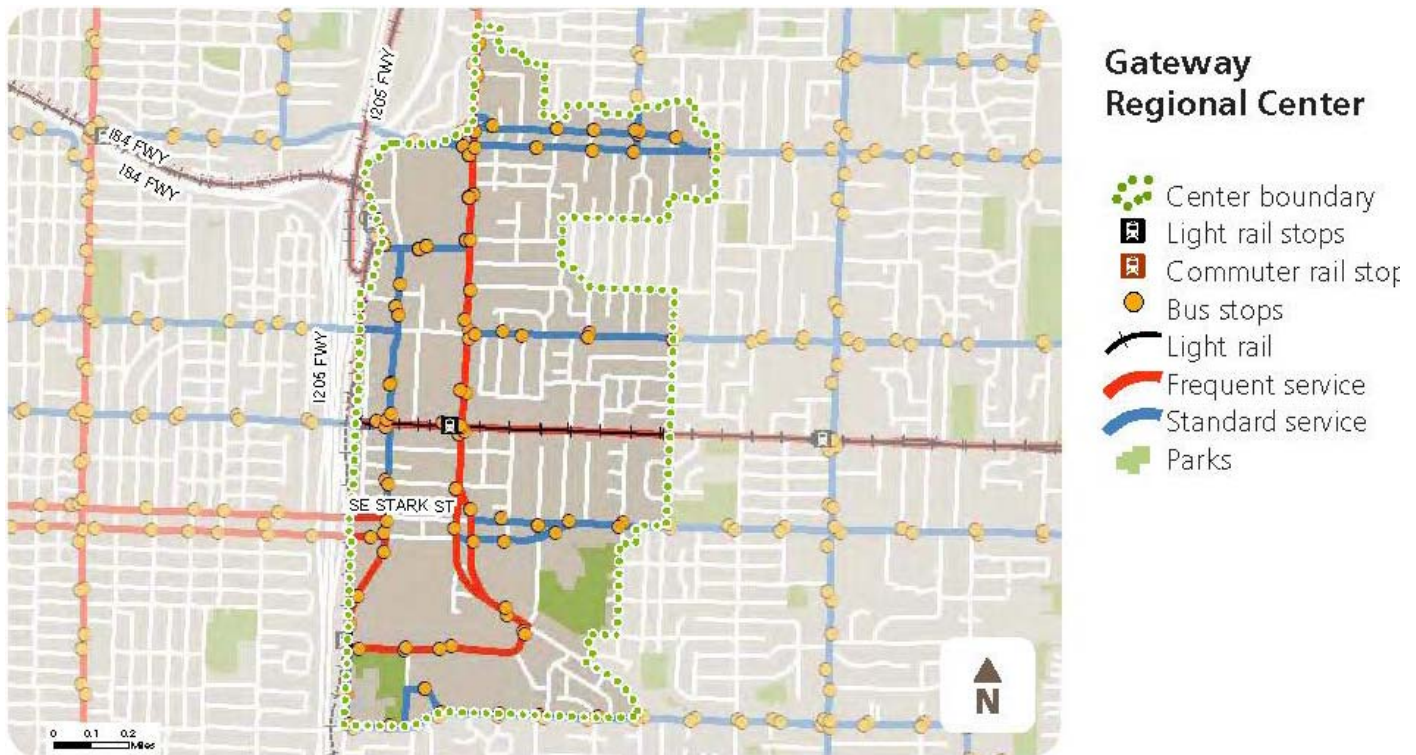 Gateway
Regional Center
Center boundary
Light rail stops
Commuter rail stop
Bus stops
Light rail
Frequent service
Standard service
Parks
I205 FWY
I84 FWY
I84 FWY
I205 FWY
SE STARK ST
N
0 0.1 0.2
Miles